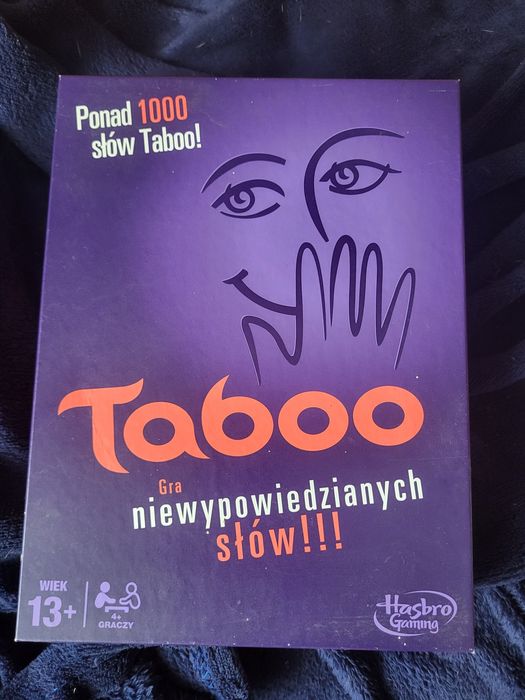 Ponad 1000
słów Taboo!
Taboo
Gra
niewypowiedzianych
słów!!!
WIEK
13+
4+
GRACZY
Hasbro
Gaming